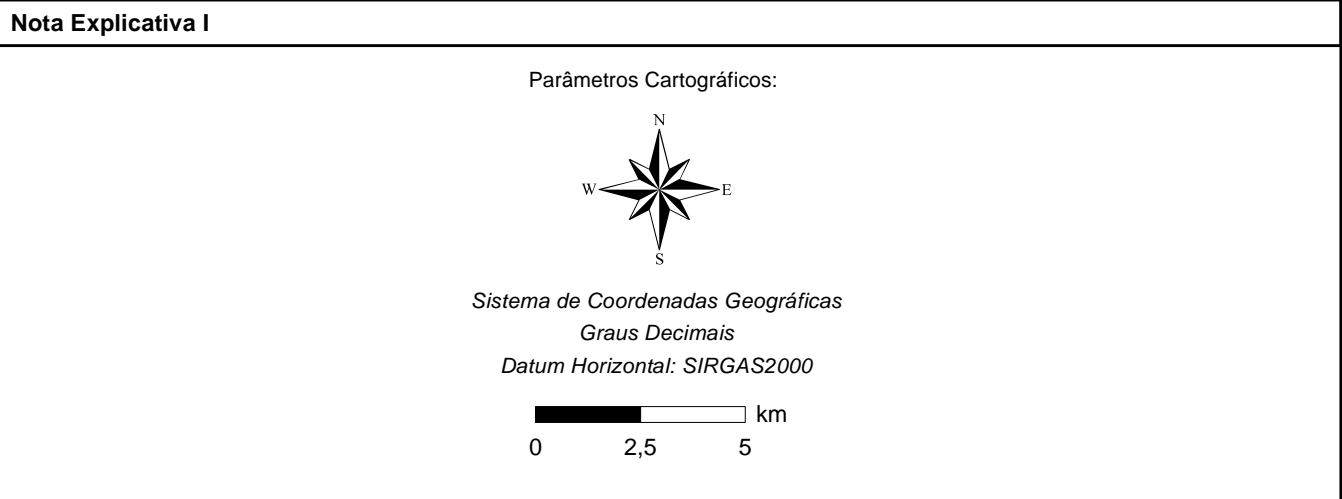 Nota Explicativa I
Parâmetros Cartográficos:
N
W E
S
Sistema de Coordenadas Geográficas
Graus Decimais
Datum Horizontal: SIRGAS2000
km
0 2,5 5